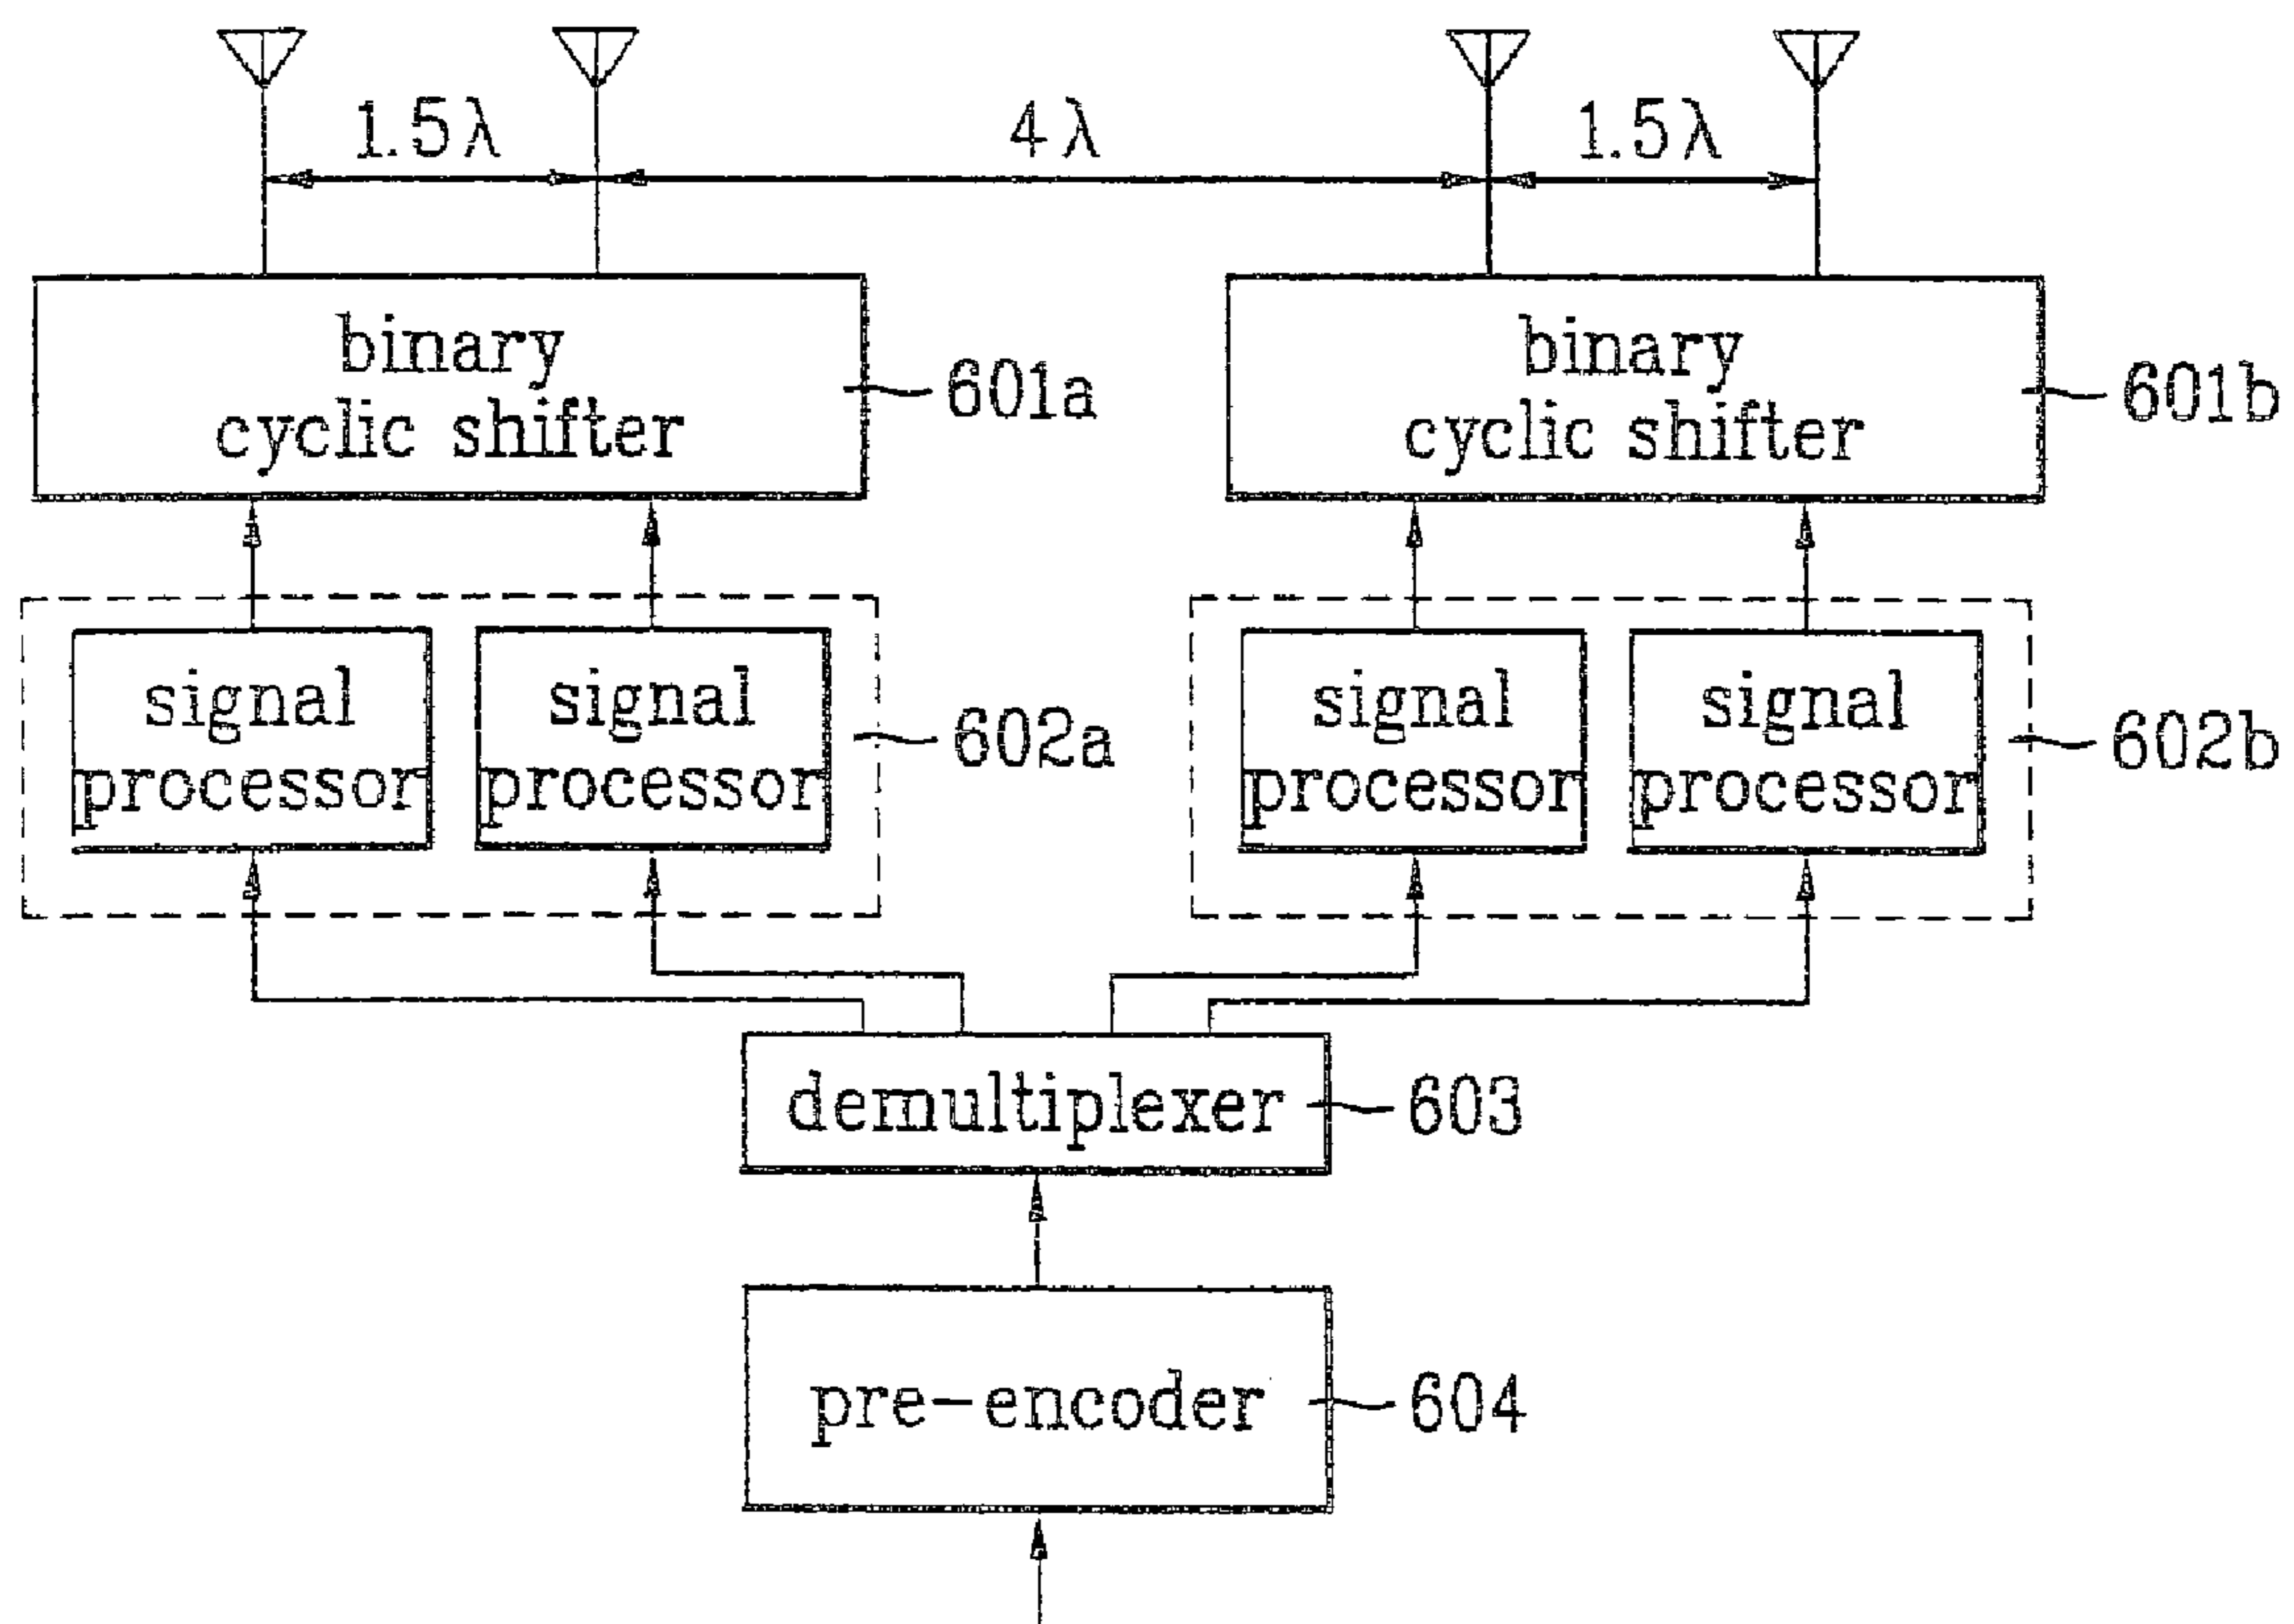 1.5λ
4λ
1.5λ
binary
cyclic shifter
601a
binary
cyclic shifter
601b
signal
processor
signal
processor
602a
signal
processor
signal
processor
602b
demultiplexer
603
pre-encoder
604